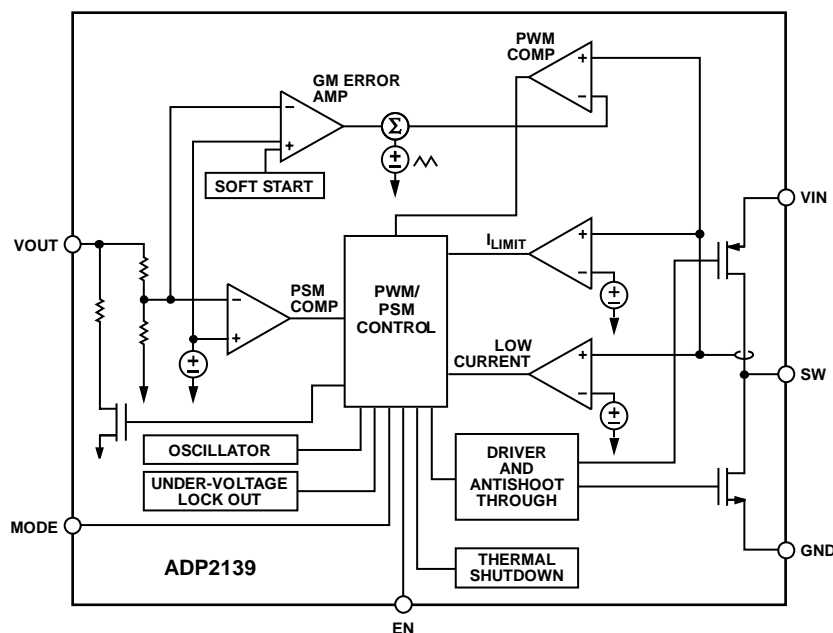 PWM
COMP
GM ERROR
AMP
+
−
−
+
Σ
±
SOFT START
VIN
VOUT
ILIMIT
+
−
±
PSM
COMP
−
+
PWM/
PSM
CONTROL
LOW
CURRENT
+
−
±
±
SW
OSCILLATOR
DRIVER
AND
ANTISHOOT
THROUGH
UNDER-VOLTAGE
LOCK OUT
MODE
GND
ADP2139
THERMAL
SHUTDOWN
EN